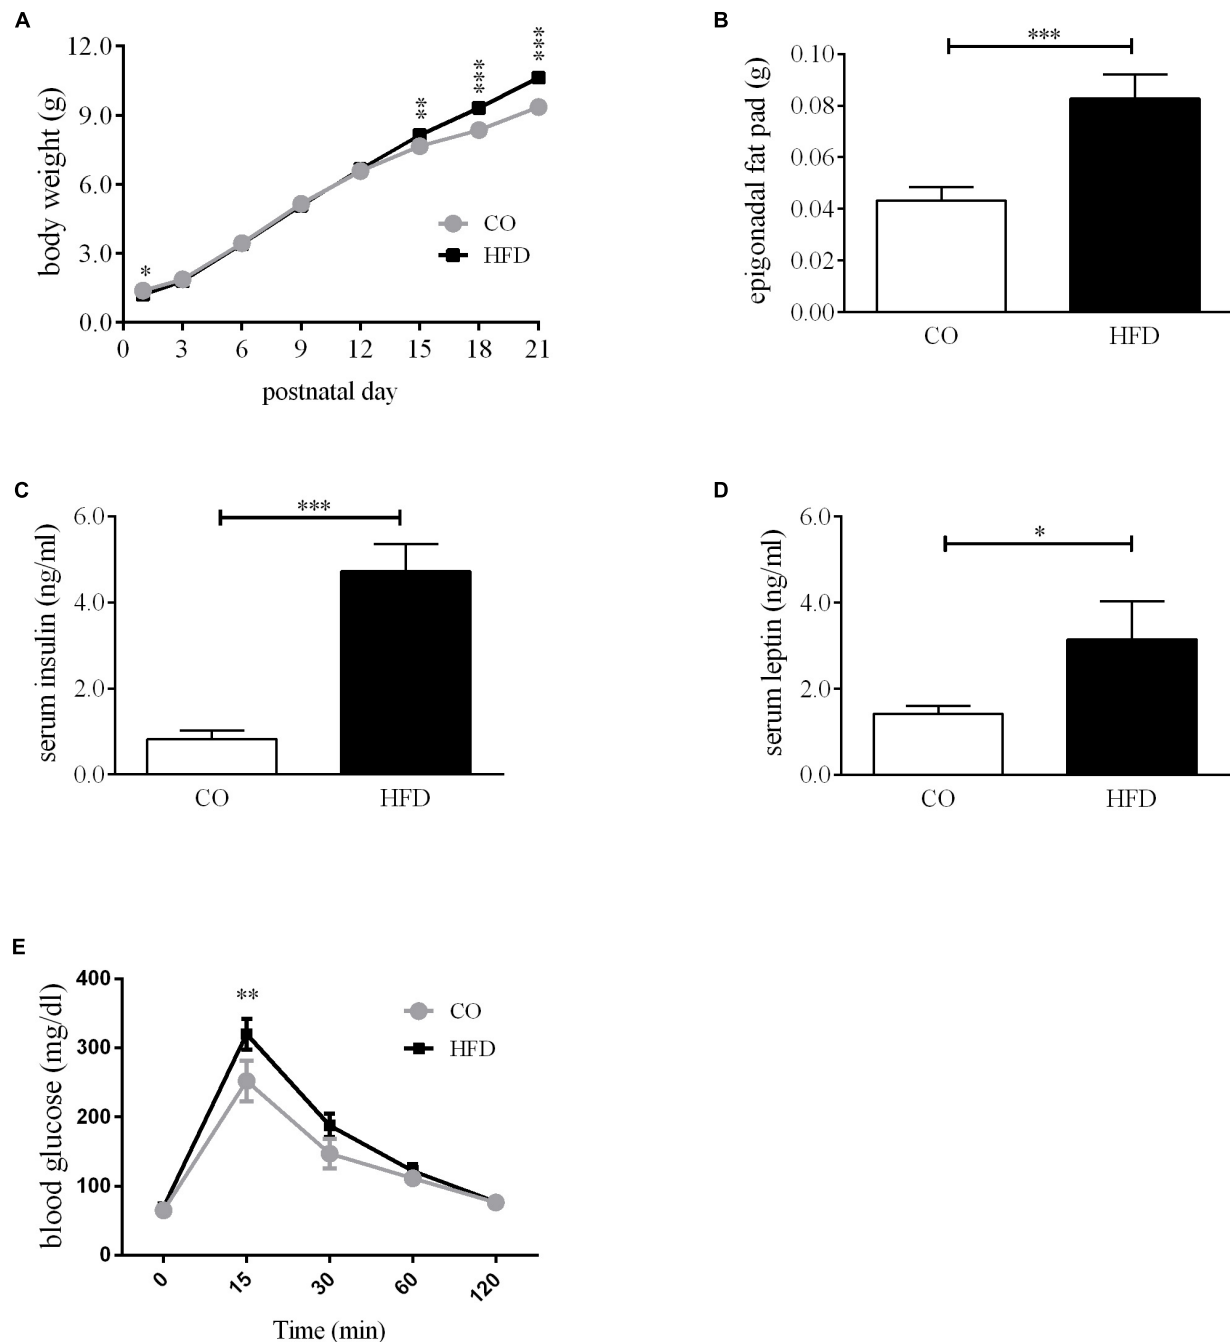 A
body weight (g)
12.0
9.0
6.0
3.0
0.0
*
**
***
***
CO
HFD
0 3 6 9 12 15 18 21
postnatal day
B
epigonadal fat pad (g)
0.10
0.08
0.06
0.04
0.02
0.00
***
CO HFD
C
serum insulin (ng/ml)
6.0
4.0
2.0
0.0
***
CO HFD
D
serum leptin (ng/ml)
6.0
4.0
2.0
0.0
*
CO HFD
E
blood glucose (mg/dl)
400
300
200
100
0
**
CO
HFD
0 15 30 60 120
Time (min)